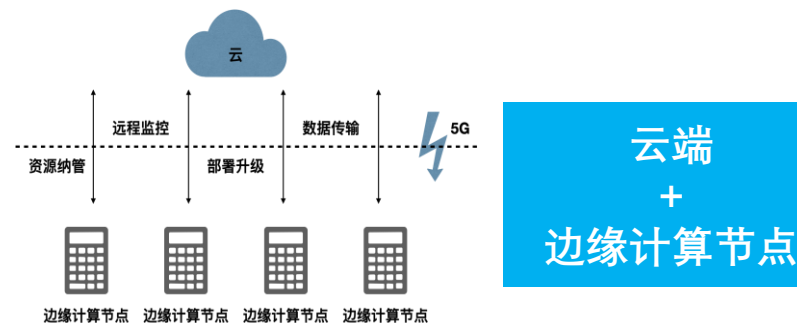 云
远程监控
数据传输
5G
资源纳管
部署升级
边缘计算节点 边缘计算节点 边缘计算节点 边缘计算节点
云端
+
边缘计算节点